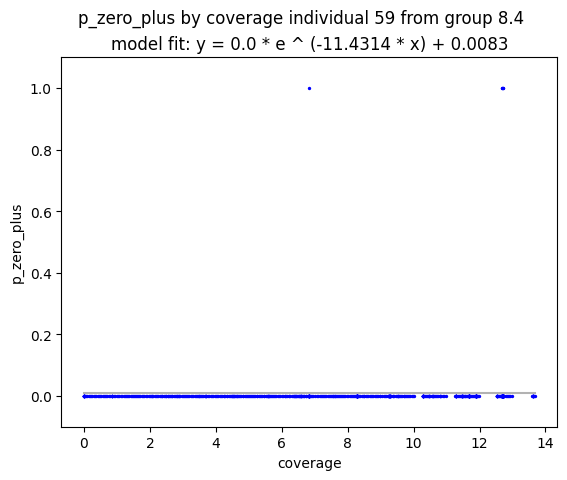 p_zero_plus by coverage individual 59 from group 8.4
model fit: y = 0.0 * e ^ (-11.4314 * x) + 0.0083
1.0
0.8
0.6
0.4
0.2
0.0
p_zero_plus
0 2 4 6 8 10 12 14
coverage